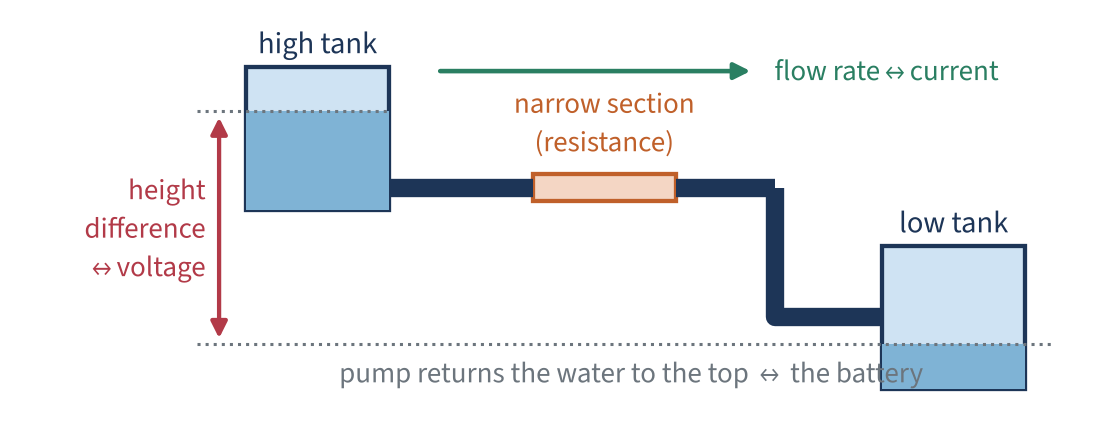 high tank
flow rate ↔ current
narrow section
(resistance)
height
difference
↔ voltage
low tank
pump returns the water to the top ↔ the battery